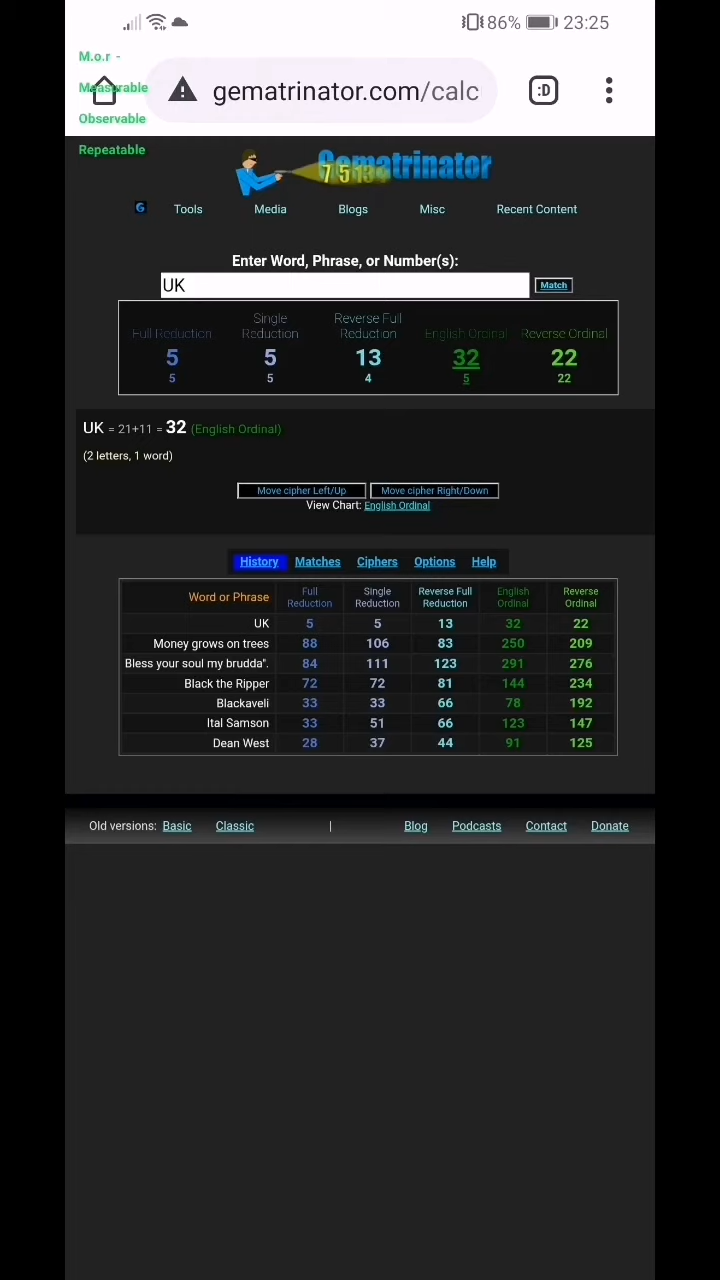 86% 23:25
M.o.r -
Measurable
gematrinator.com/calc :D
Observable
Repeatable
Gematrinator
7 5 13
G Tools Media Blogs Misc Recent Content
Enter Word, Phrase, or Number(s):
UK Match
Full Reduction Single Reduction Reverse Full Reduction English Ordinal Reverse Ordinal
5 5 13 32 22
5 5 4 5 22
UK = 21+11 = 32 (English Ordinal)
(2 letters, 1 word)
Move cipher Left/Up Move cipher Right/Down
View Chart: English Ordinal
History Matches Ciphers Options Help
Word or Phrase Full Reduction Single Reduction Reverse Full Reduction English Ordinal Reverse Ordinal
UK 5 5 13 32 22
Money grows on trees 88 106 83 250 209
Bless your soul my brudda". 84 111 123 291 276
Black the Ripper 72 72 81 144 234
Blackaveli 33 33 66 78 192
Ital Samson 33 51 66 123 147
Dean West 28 37 44 91 125
Old versions: Basic Classic | Blog Podcasts Contact Donate